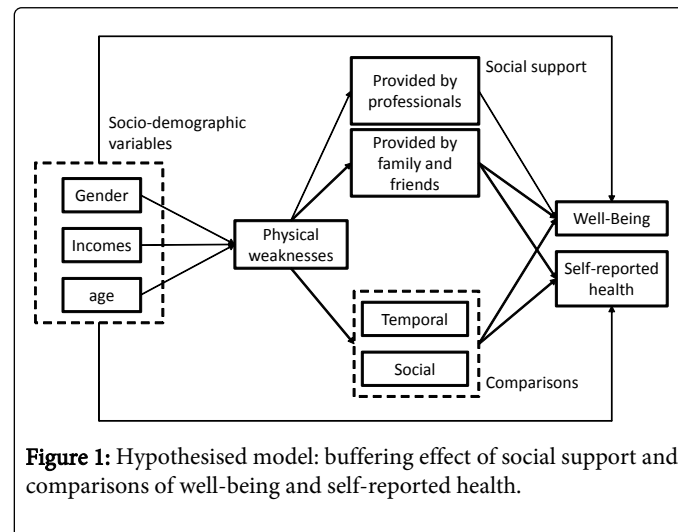 Socio-demographic
variables
Gender
Incomes
age
Physical
weaknesses
Provided by
professionals
Provided by
family and
friends
Social support
Temporal
Social
Comparisons
Well-Being
Self-reported
health
Figure 1: Hypothesised model: buffering effect of social support and
comparisons of well-being and self-reported health.